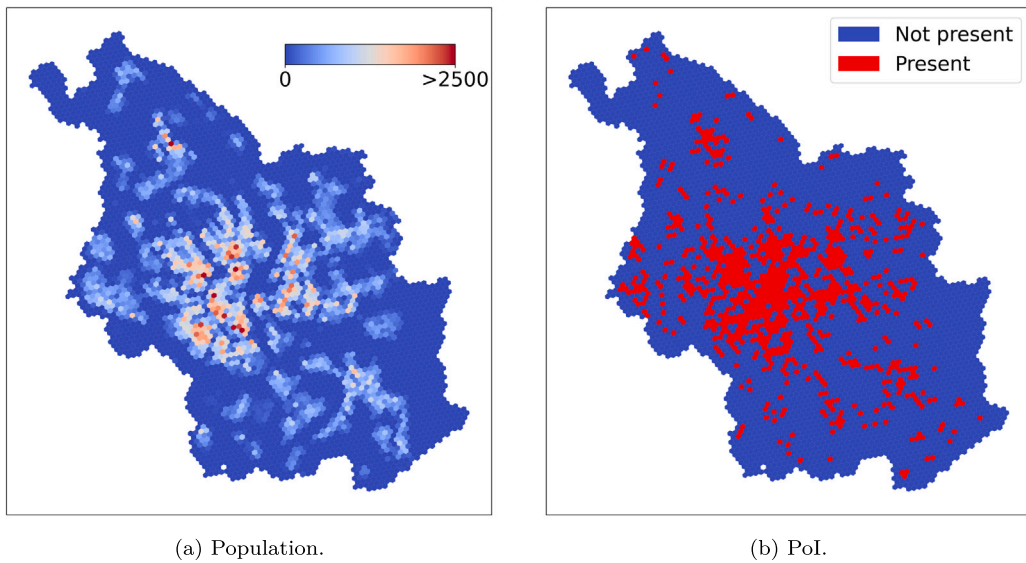 0
>2500
Not present
Present
(a) Population.
(b) PoI.